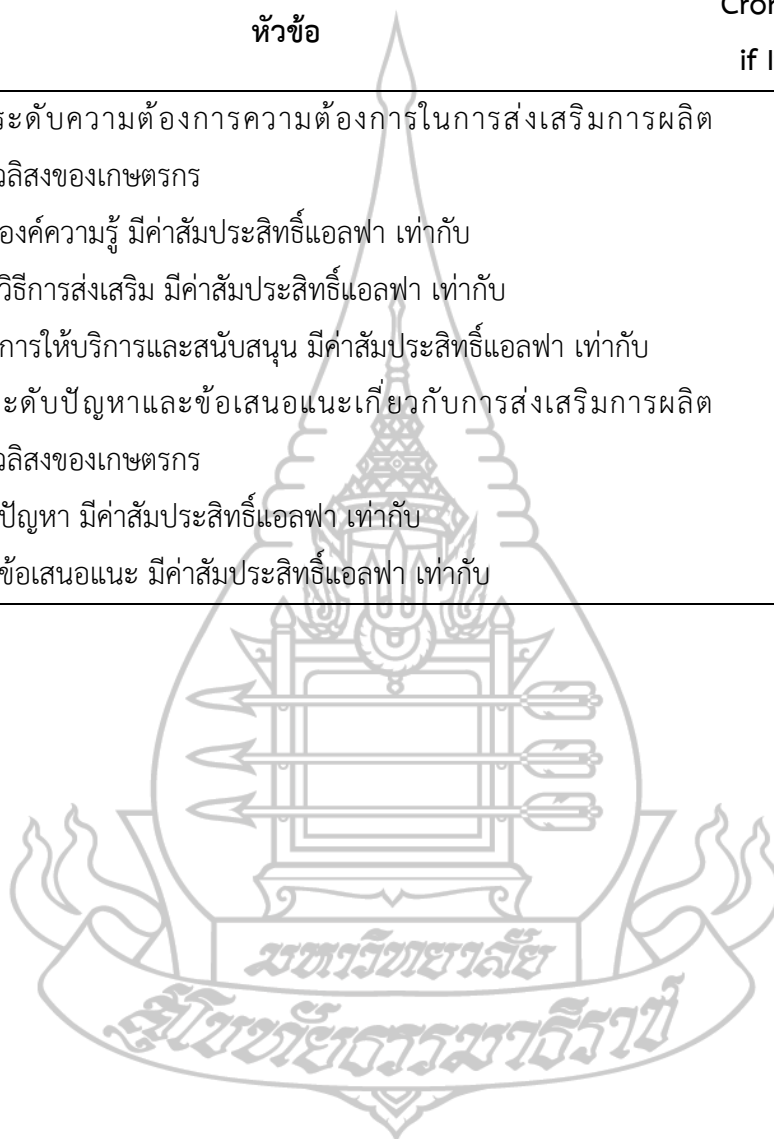 หัวข้อ
if I
ระดับความต้องการความต้องการในการส่งเสริมการผลิต
วลิสงของเกษตรกร
องค์ความรู้ มีค่าสัมประสิทธิ์แอลฟา เท่ากับ
วิธีการส่งเสริม มีค่าสัมประสิทธิ์แอลฟา เท่ากับ
การให้บริการและสนับสนุน มีค่าสัมประสิทธิ์แอลฟา เท่ากับ
ะดับปัญหาและข้อเสนอแนะเกี่ยวกับการส่งเสริมการผลิต
วลิสงของเกษตรกร
ปัญหา มีค่าสัมประสิทธิ์แอลฟา เท่ากับ
ข้อเสนอแนะ มีค่าสัมประสิทธิ์แอลฟา เท่ากับ
มหาวิทยาลัย
สุโขทัยธรรมาธิราช